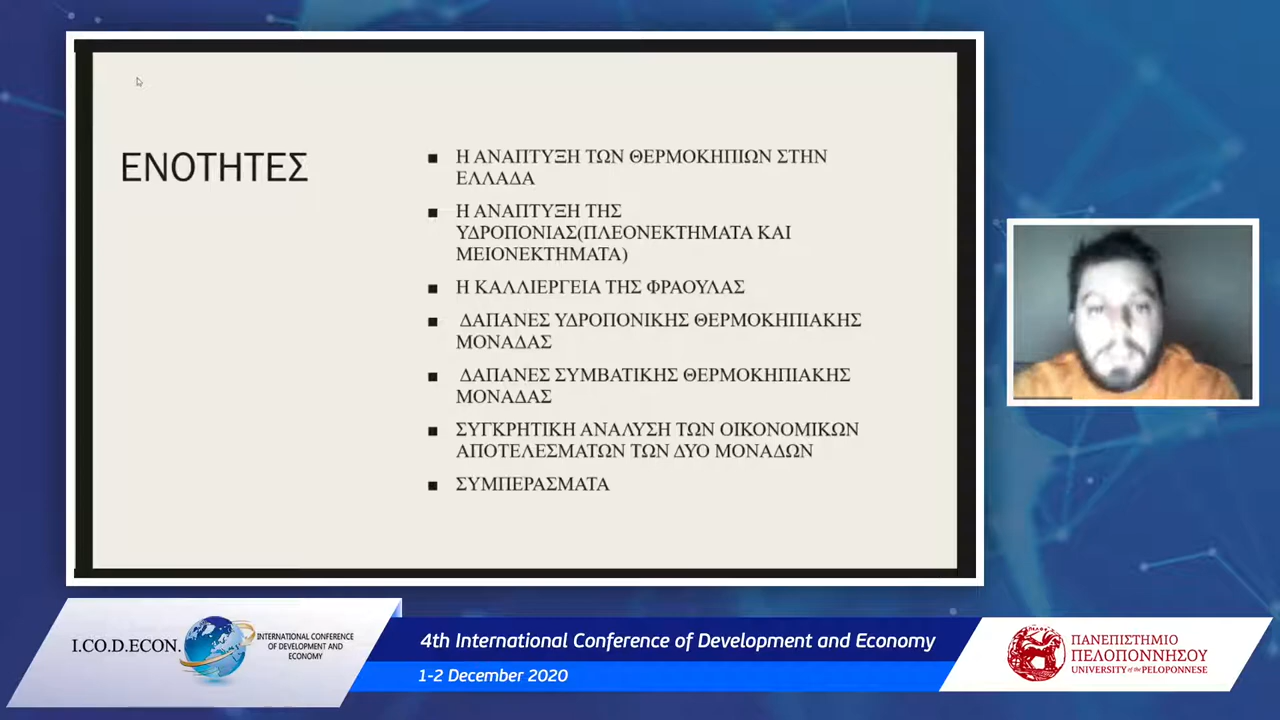 ΕΝΟΤΗΤΕΣ
■ Η ΑΝΑΠΤΥΞΗ ΤΩΝ ΘΕΡΜΟΚΗΠΙΩΝ ΣΤΗΝ
ΕΛΛΑΔΑ
■ Η ΑΝΑΠΤΥΞΗ ΤΗΣ
ΥΔΡΟΠΟΝΙΑΣ(ΠΛΕΟΝΕΚΤΗΜΑΤΑ ΚΑΙ
ΜΕΙΟΝΕΚΤΗΜΑΤΑ)
■ Η ΚΑΛΛΙΕΡΓΕΙΑ ΤΗΣ ΦΡΑΟΥΛΑΣ
■ ΔΑΠΑΝΕΣ ΥΔΡΟΠΟΝΙΚΗΣ ΘΕΡΜΟΚΗΠΙΑΚΗΣ
ΜΟΝΑΔΑΣ
■ ΔΑΠΑΝΕΣ ΣΥΜΒΑΤΙΚΗΣ ΘΕΡΜΟΚΗΠΙΑΚΗΣ
ΜΟΝΑΔΑΣ
■ ΣΥΓΚΡΗΤΙΚΗ ΑΝΑΛΥΣΗ ΤΩΝ ΟΙΚΟΝΟΜΙΚΩΝ
ΑΠΟΤΕΛΕΣΜΑΤΩΝ ΤΩΝ ΔΥΟ ΜΟΝΑΔΩΝ
■ ΣΥΜΠΕΡΑΣΜΑΤΑ
I.CO.D.ECON.
INTERNATIONAL CONFERENCE
OF DEVELOPMENT AND
ECONOMY
4th International Conference of Development and Economy
1-2 December 2020
ΠΑΝΕΠΙΣΤΗΜΙΟ
ΠΕΛΟΠΟΝΝΗΣΟΥ
UNIVERSITY of the PELOPONNESE